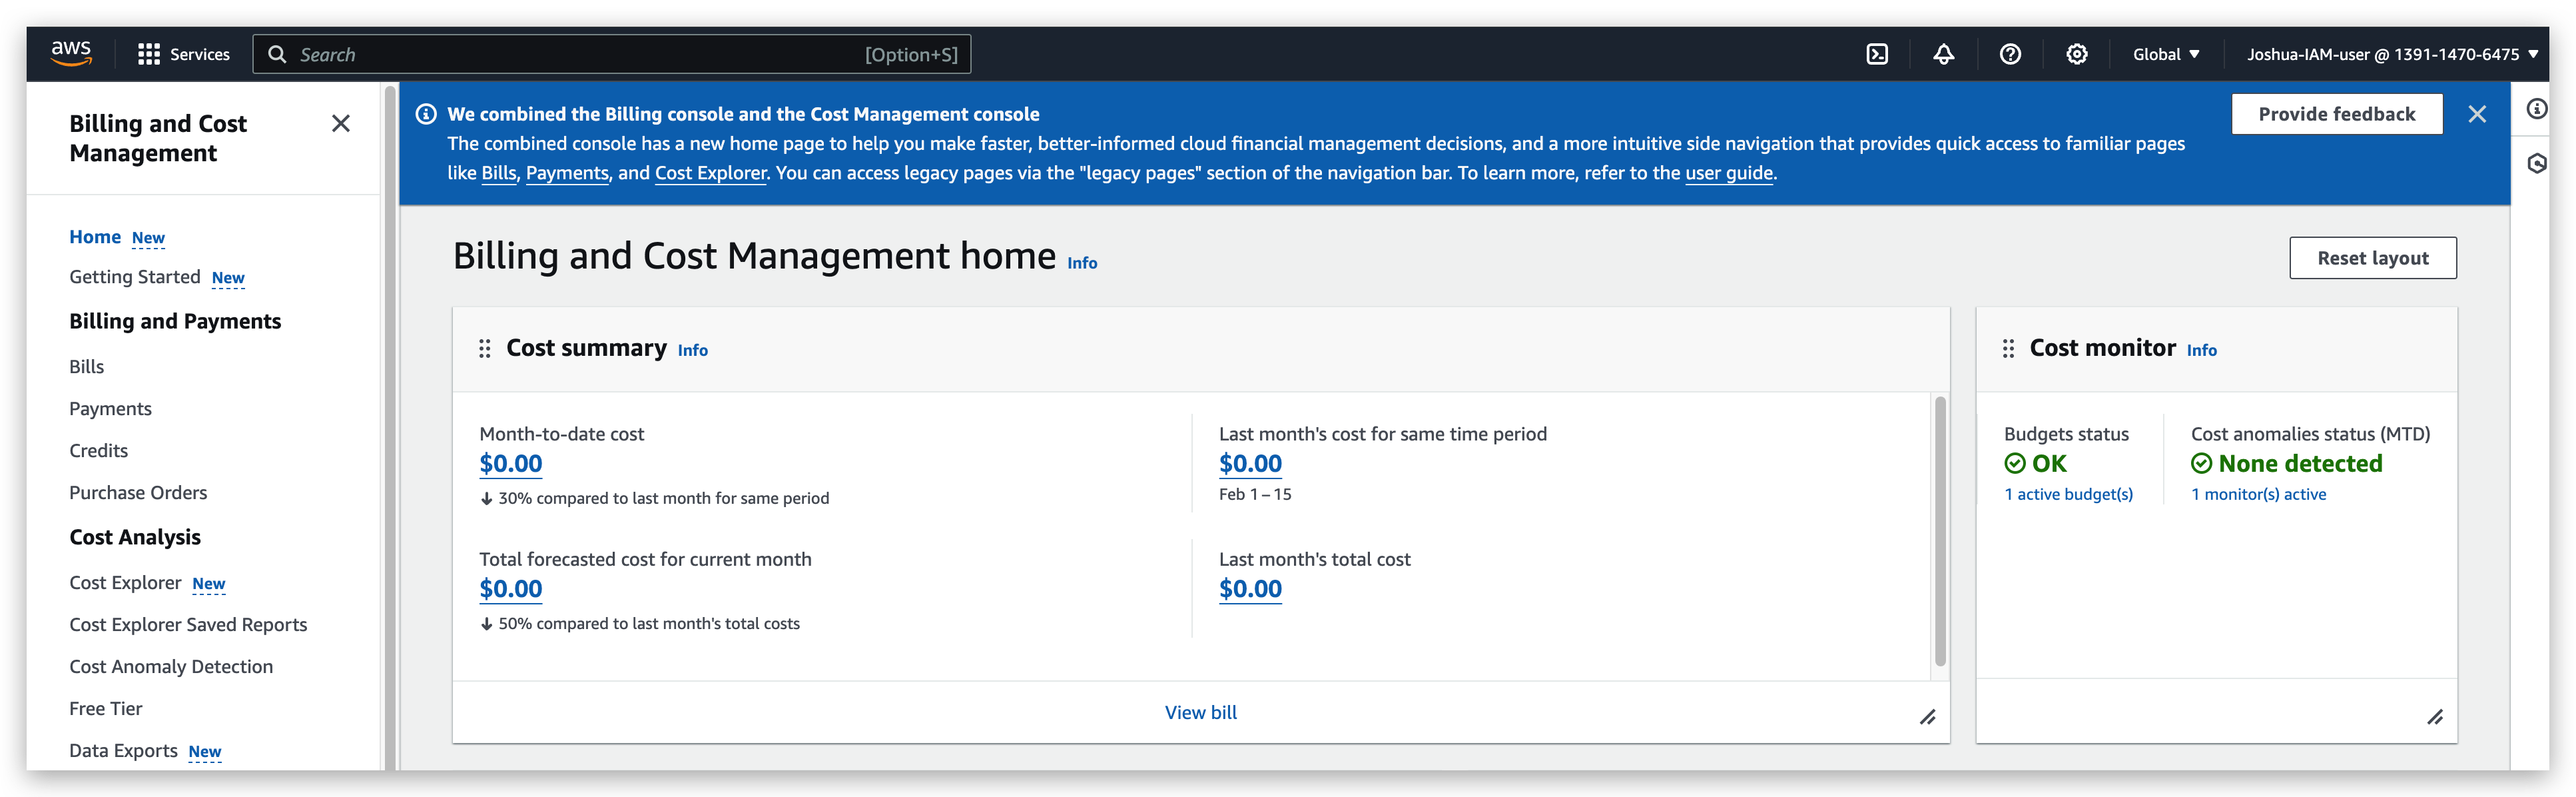 aws
Services
Search
[Option+S]
Global
Joshua-IAM-user @ 1391-1470-6475
Billing and Cost
Management
Home New
Getting Started New
Billing and Payments
Bills
Payments
Credits
Purchase Orders
Cost Analysis
Cost Explorer New
Cost Explorer Saved Reports
Cost Anomaly Detection
Free Tier
Data Exports New
We combined the Billing console and the Cost Management console
The combined console has a new home page to help you make faster, better-informed cloud financial management decisions, and a more intuitive side navigation that provides quick access to familiar pages
like Bills, Payments, and Cost Explorer. You can access legacy pages via the "legacy pages" section of the navigation bar. To learn more, refer to the user guide.
Provide feedback
Billing and Cost Management home Info
Reset layout
Cost summary Info
Month-to-date cost
$0.00
30% compared to last month for same period
Last month's cost for same time period
$0.00
Feb 1 – 15
Total forecasted cost for current month
$0.00
50% compared to last month's total costs
Last month's total cost
$0.00
View bill
Cost monitor Info
Budgets status
OK
1 active budget(s)
Cost anomalies status (MTD)
None detected
1 monitor(s) active